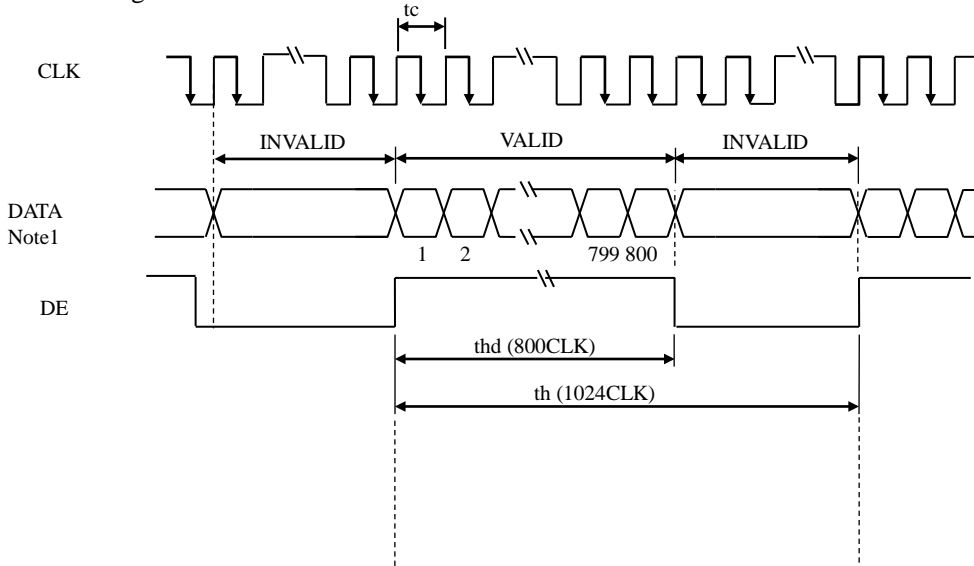 tc
CLK
INVALID VALID INVALID
DATA
Note1
1 2 799 800
DE
thd (800CLK)
th (1024CLK)